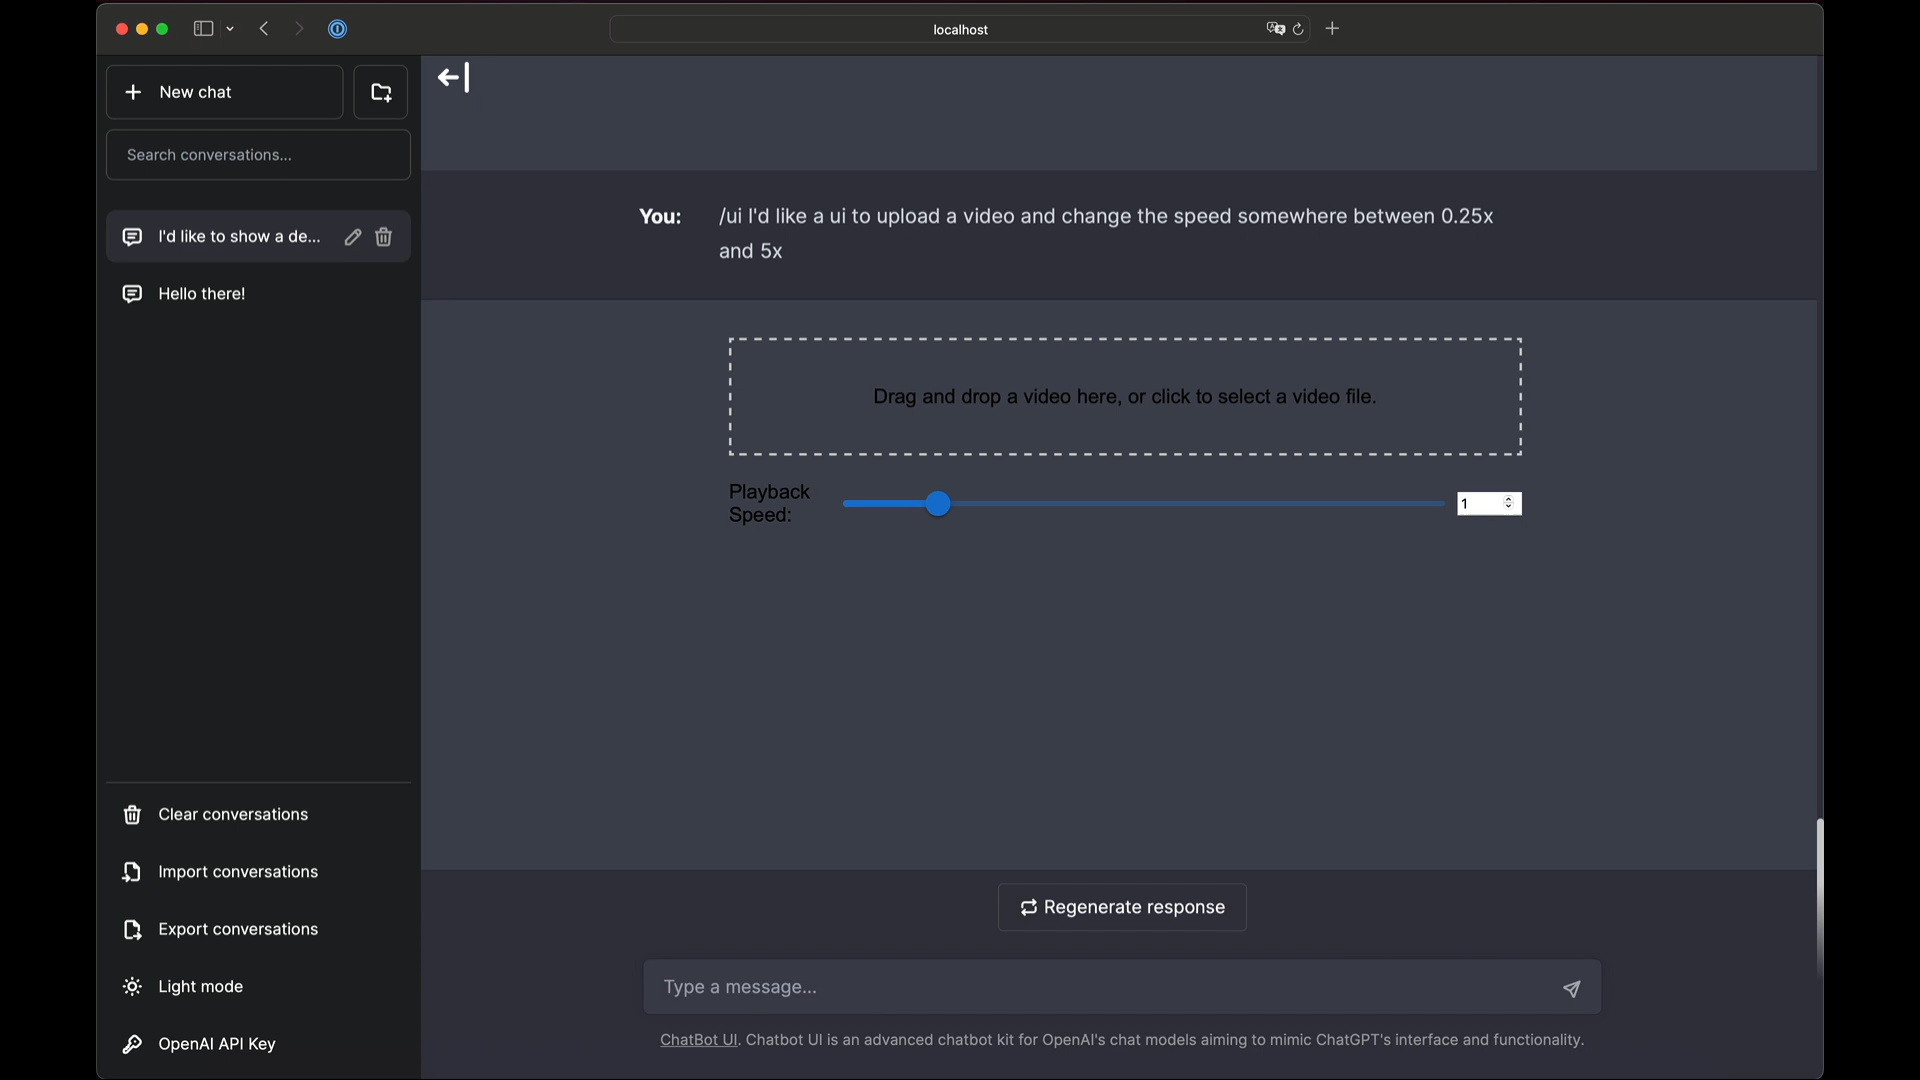 localhost
New chat
Search conversations...
I'd like to show a de...
Hello there!
You:
/ui I'd like a ui to upload a video and change the speed somewhere between 0.25x
and 5x
Drag and drop a video here, or click to select a video file.
Playback
Speed:
1
Clear conversations
Import conversations
Export conversations
Light mode
OpenAI API Key
Regenerate response
Type a message...
ChatBot UI. Chatbot UI is an advanced chatbot kit for OpenAI's chat models aiming to mimic ChatGPT's interface and functionality.